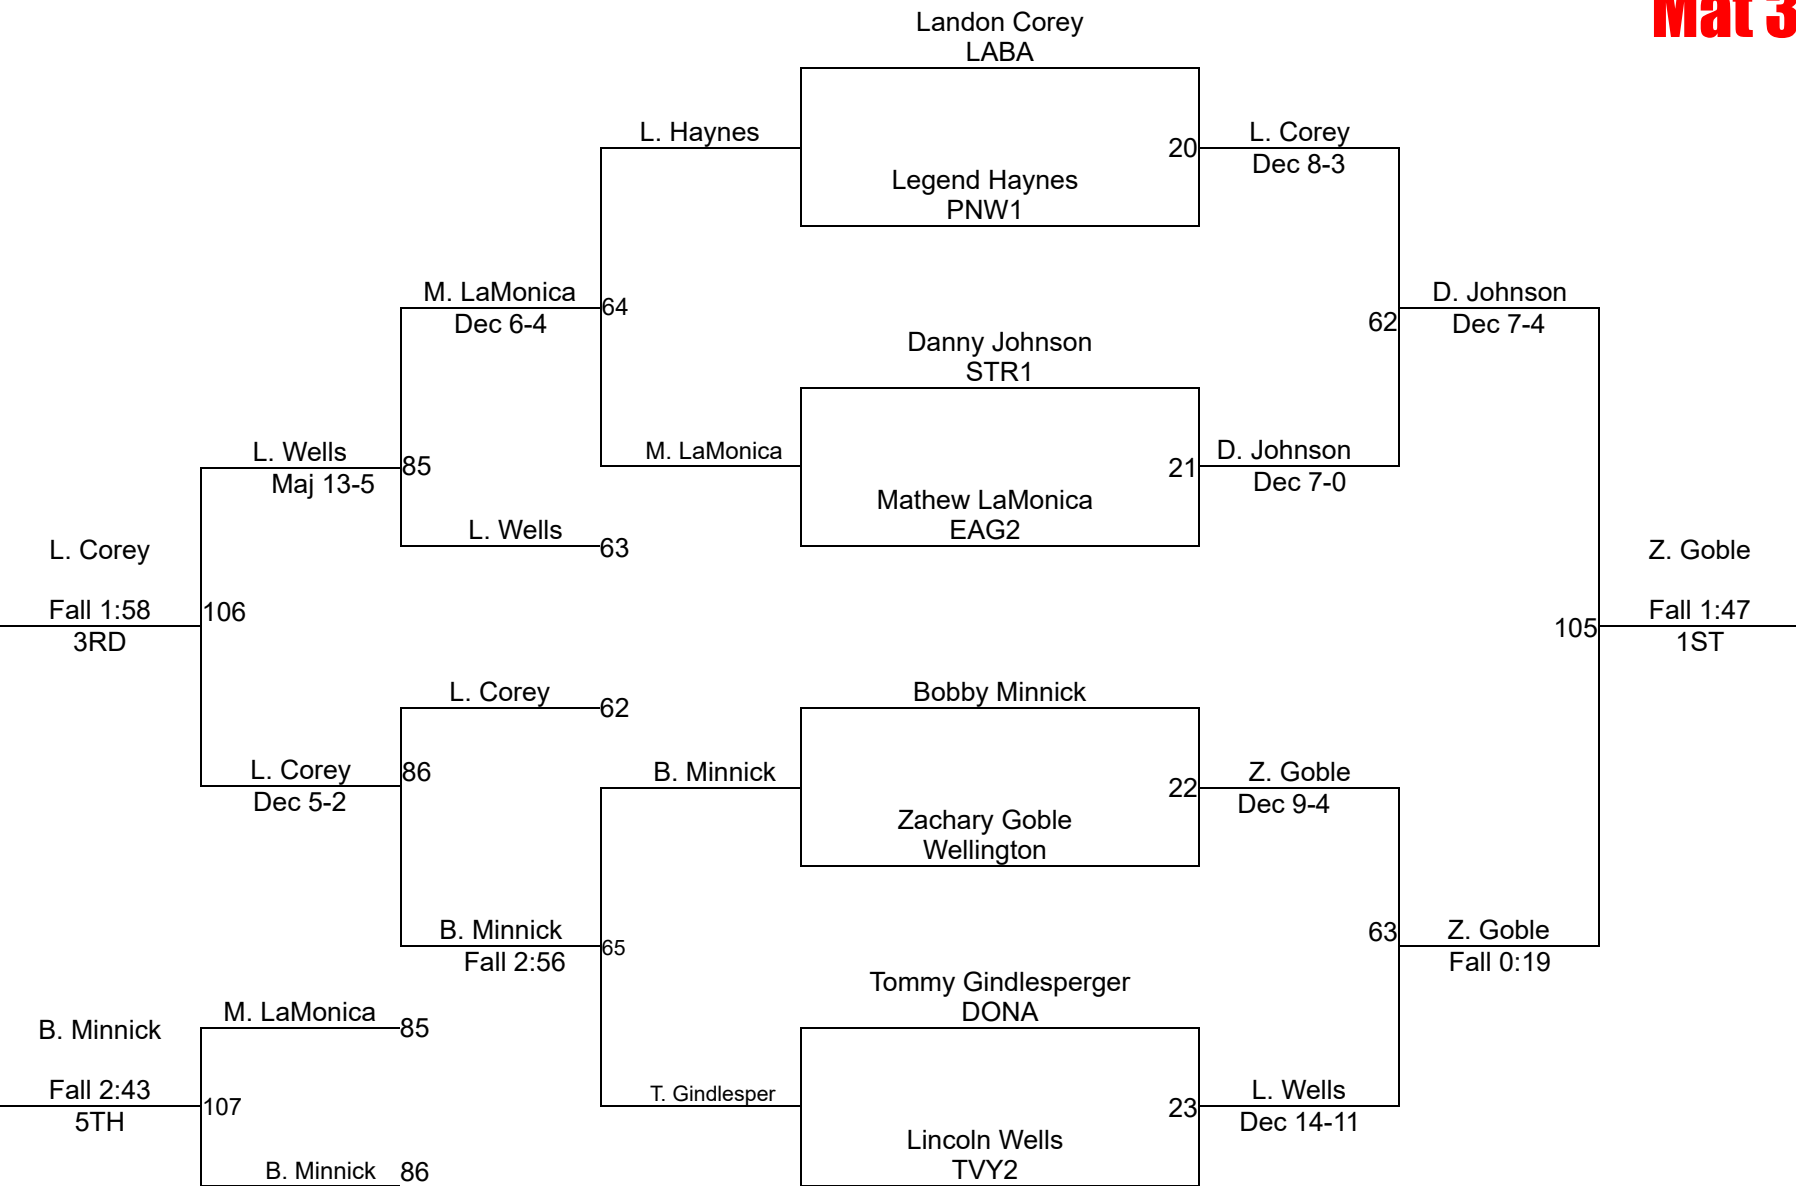 Mat 3
Landon Corey
LABA
L. Haynes
20
L. Corey
Dec 8-3
Legend Haynes
PNW1
M. LaMonica
Dec 6-4
64
62
D. Johnson
Dec 7-4
Danny Johnson
STR1
L. Wells
Maj 13-5
85
M. LaMonica
21
D. Johnson
Dec 7-0
Mathew LaMonica
EAG2
L. Wells
63
L. Corey
Fall 1:58
3RD
106
Z. Goble
Fall 1:47
1ST
105
L. Corey
62
Bobby Minnick
L. Corey
Dec 5-2
86
B. Minnick
22
Z. Goble
Dec 9-4
Zachary Goble
Wellington
B. Minnick
Fall 2:56
65
63
Z. Goble
Fall 0:19
Tommy Gindlesperger
DONA
M. LaMonica
85
B. Minnick
Fall 2:43
5TH
107
T. Gindlesper
23
L. Wells
Dec 14-11
Lincoln Wells
TVY2
B. Minnick
86